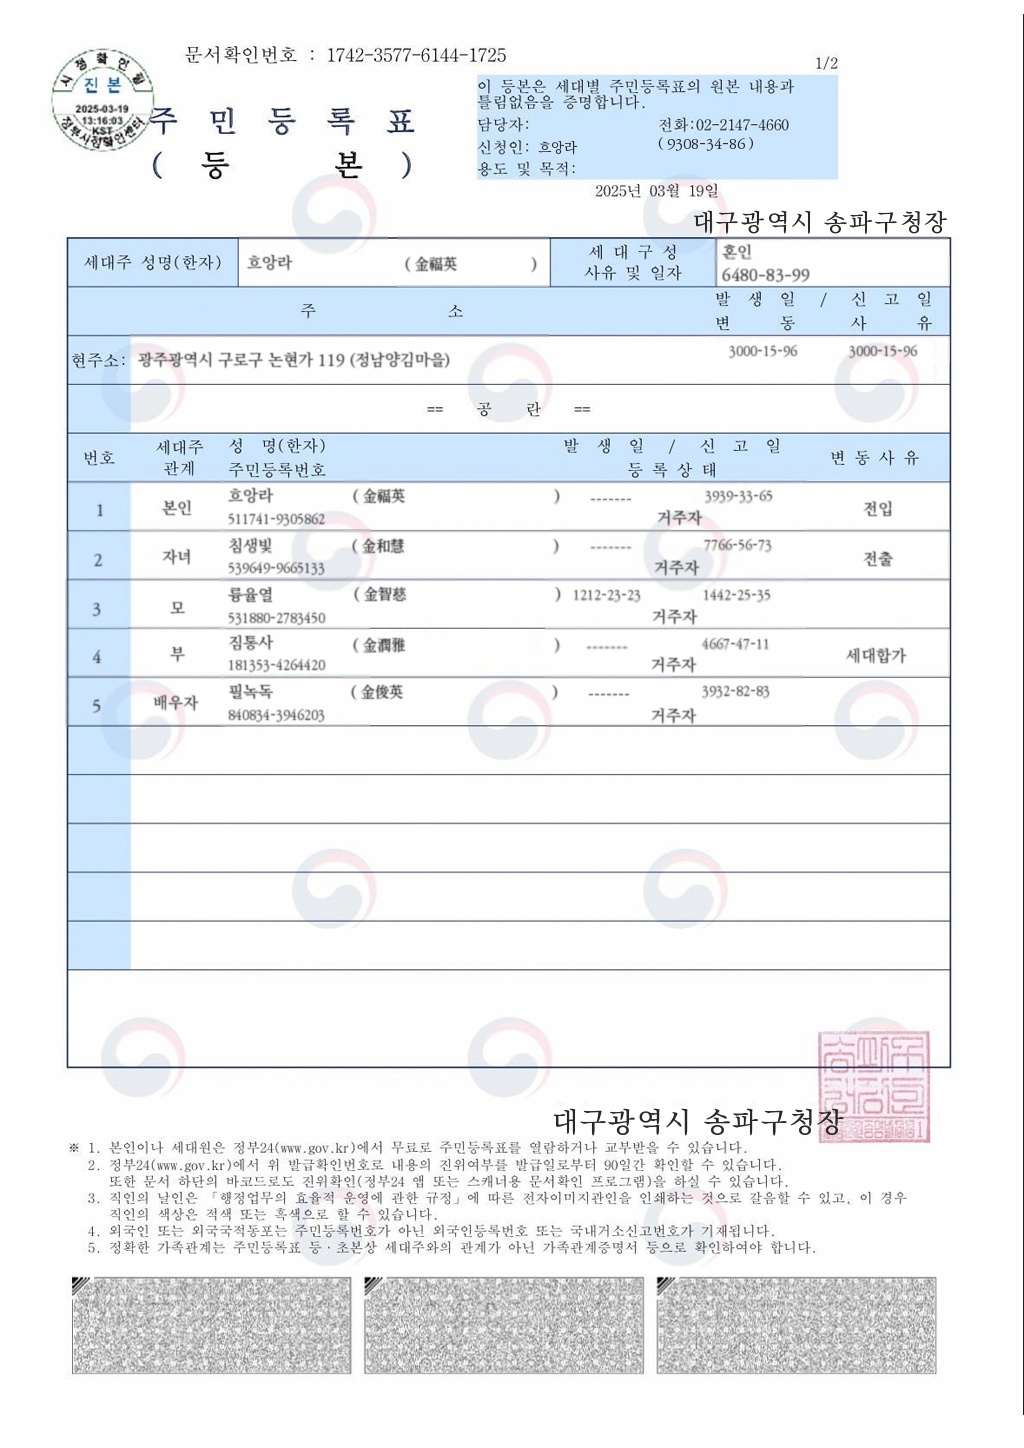 문서확인번호 : 1742-3577-6144-1725
1/2
시점확인필
진 본
2025-03-19
13:16:03
KST
정부시점확인센터
주 민 등 록 표
( 등 본 )
이 등본은 세대별 주민등록표의 원본 내용과
틀림없음을 증명합니다.
담당자: 전화:02-2147-4660
신청인: 흐앙라 ( 9308-34-86 )
용도 및 목적:
2025년 03월 19일
대구광역시 송파구청장
세대주 성명(한자) 흐앙라 ( 金福英 ) 세 대 구 성 사유 및 일자 혼인 6480-83-99
주 소 발 생 일 / 신 고 일
변 동 사 유
현주소: 광주광역시 구로구 논현가 119 (정남양김마을) 3000-15-96 3000-15-96
== 공 란 ==
번호 세대주 관계 성 명(한자) 주민등록번호 발 생 일 / 신 고 일 등 록 상 태 변 동 사 유
1 본인 흐앙라 ( 金福英 ) ------- 3939-33-65 전입
511741-9305862 거주자
2 자녀 침생빛 ( 金和慧 ) ------- 7766-56-73 전출
539649-9665133 거주자
3 모 릉율열 ( 金智慈 ) 1212-23-23 1442-25-35
531880-2783450 거주자
4 부 짐통사 ( 金潤雅 ) ------- 4667-47-11 세대합가
181353-4264420 거주자
5 배우자 필녹독 ( 金俊英 ) ------- 3932-82-83
840834-3946203 거주자
대구광역시 송파구청장
※ 1. 본인이나 세대원은 정부24(www.gov.kr)에서 무료로 주민등록표를 열람하거나 교부받을 수 있습니다.
2. 정부24(www.gov.kr)에서 위 발급확인번호로 내용의 진위여부를 발급일로부터 90일간 확인할 수 있습니다.
또한 문서 하단의 바코드로도 진위확인(정부24 앱 또는 스캐너용 문서확인 프로그램)을 하실 수 있습니다.
3. 직인의 날인은 「행정업무의 효율적 운영에 관한 규정」에 따른 전자이미지관인을 인쇄하는 것으로 갈음할 수 있고, 이 경우
직인의 색상은 적색 또는 흑색으로 할 수 있습니다.
4. 외국인 또는 외국국적동포는 주민등록번호가 아닌 외국인등록번호 또는 국내거소신고번호가 기재됩니다.
5. 정확한 가족관계는 주민등록표 등·초본상 세대주와의 관계가 아닌 가족관계증명서 등으로 확인하여야 합니다.